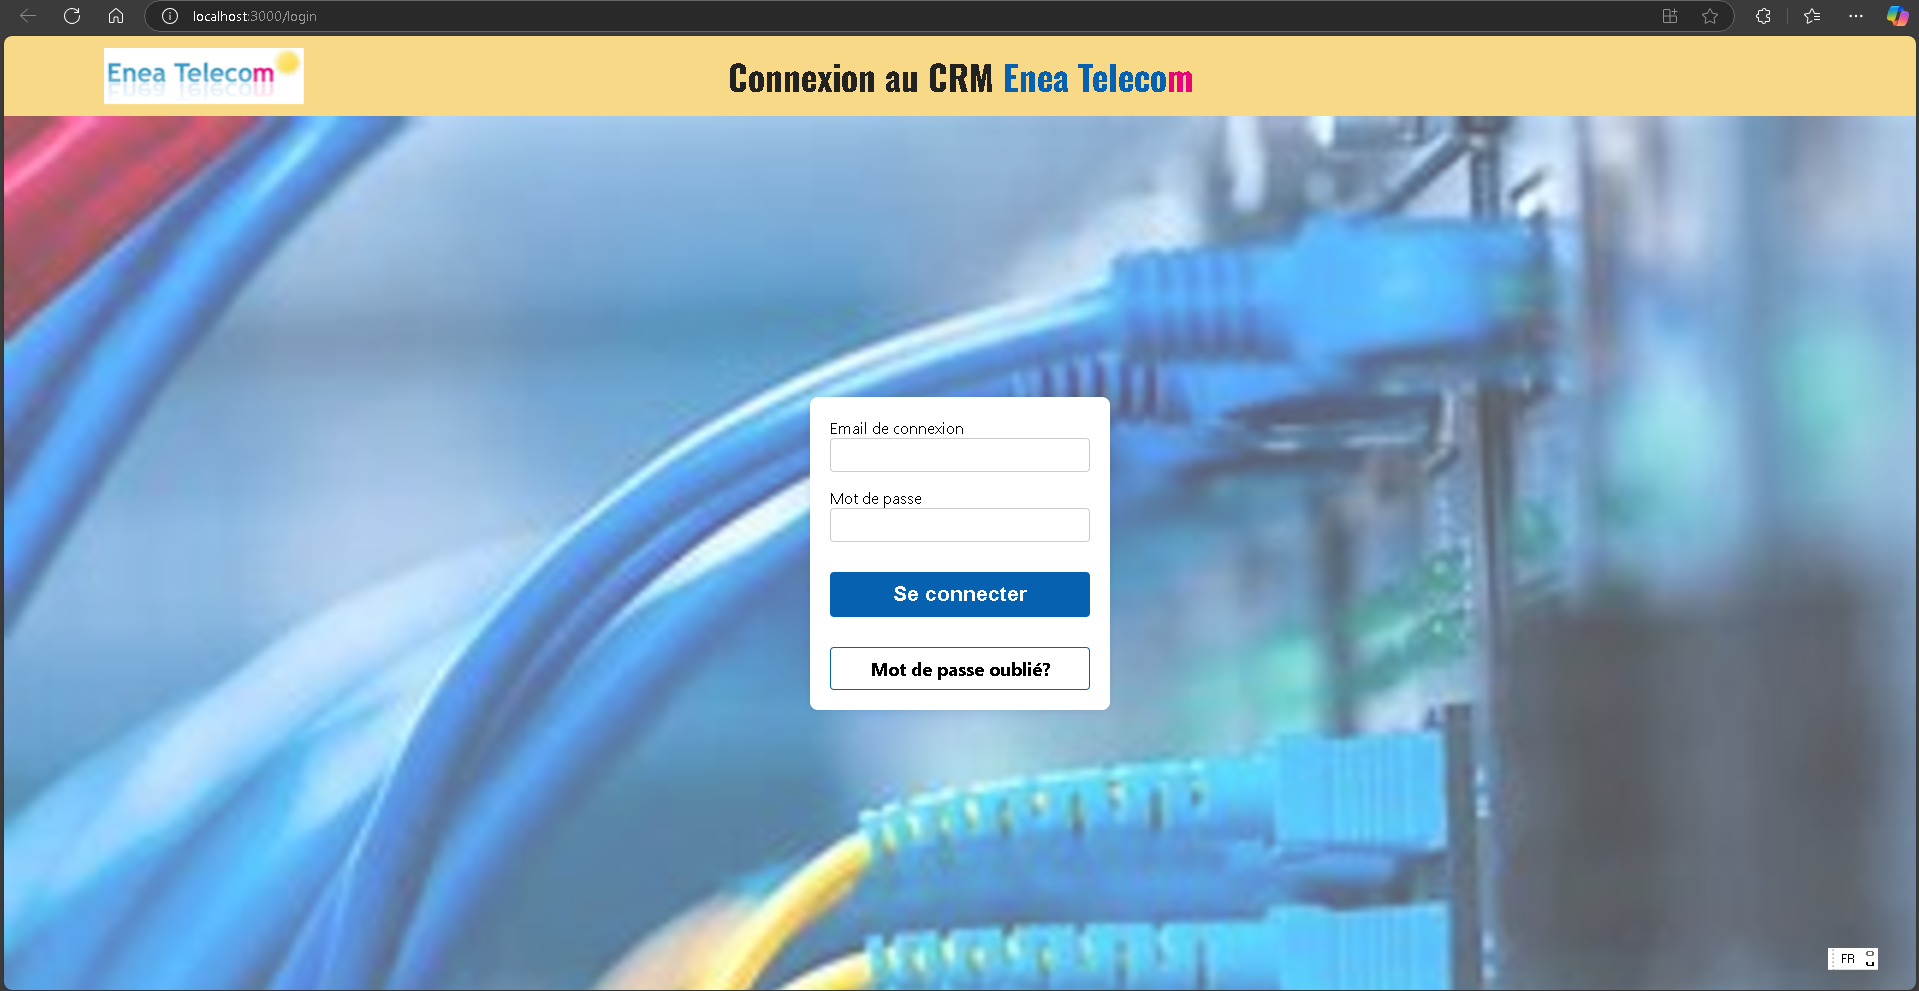 localhost:3000/login
Enea Telecom
Connexion au CRM Enea Telecom
Email de connexion
Mot de passe
Se connecter
Mot de passe oublié?
FR